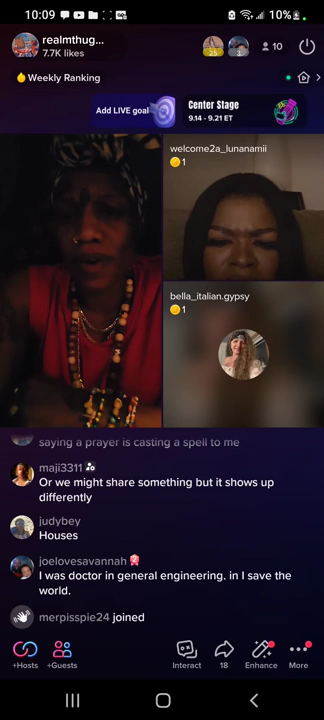 10:09
10%
realmthug...
7.7K likes
25
1
10
Weekly Ranking
Add LIVE goal
Center Stage
9.14 - 9.21 ET
welcome2a_lunanamii
1
bella_italian.gypsy
1
saying a prayer is casting a spell to me
maji3311
Or we might share something but it shows up
differently
judybey
Houses
joelovesavannah
I was doctor in general engineering. in I save the
world.
merpisspie24 joined
+Hosts
+Guests
Interact
18
Enhance
More